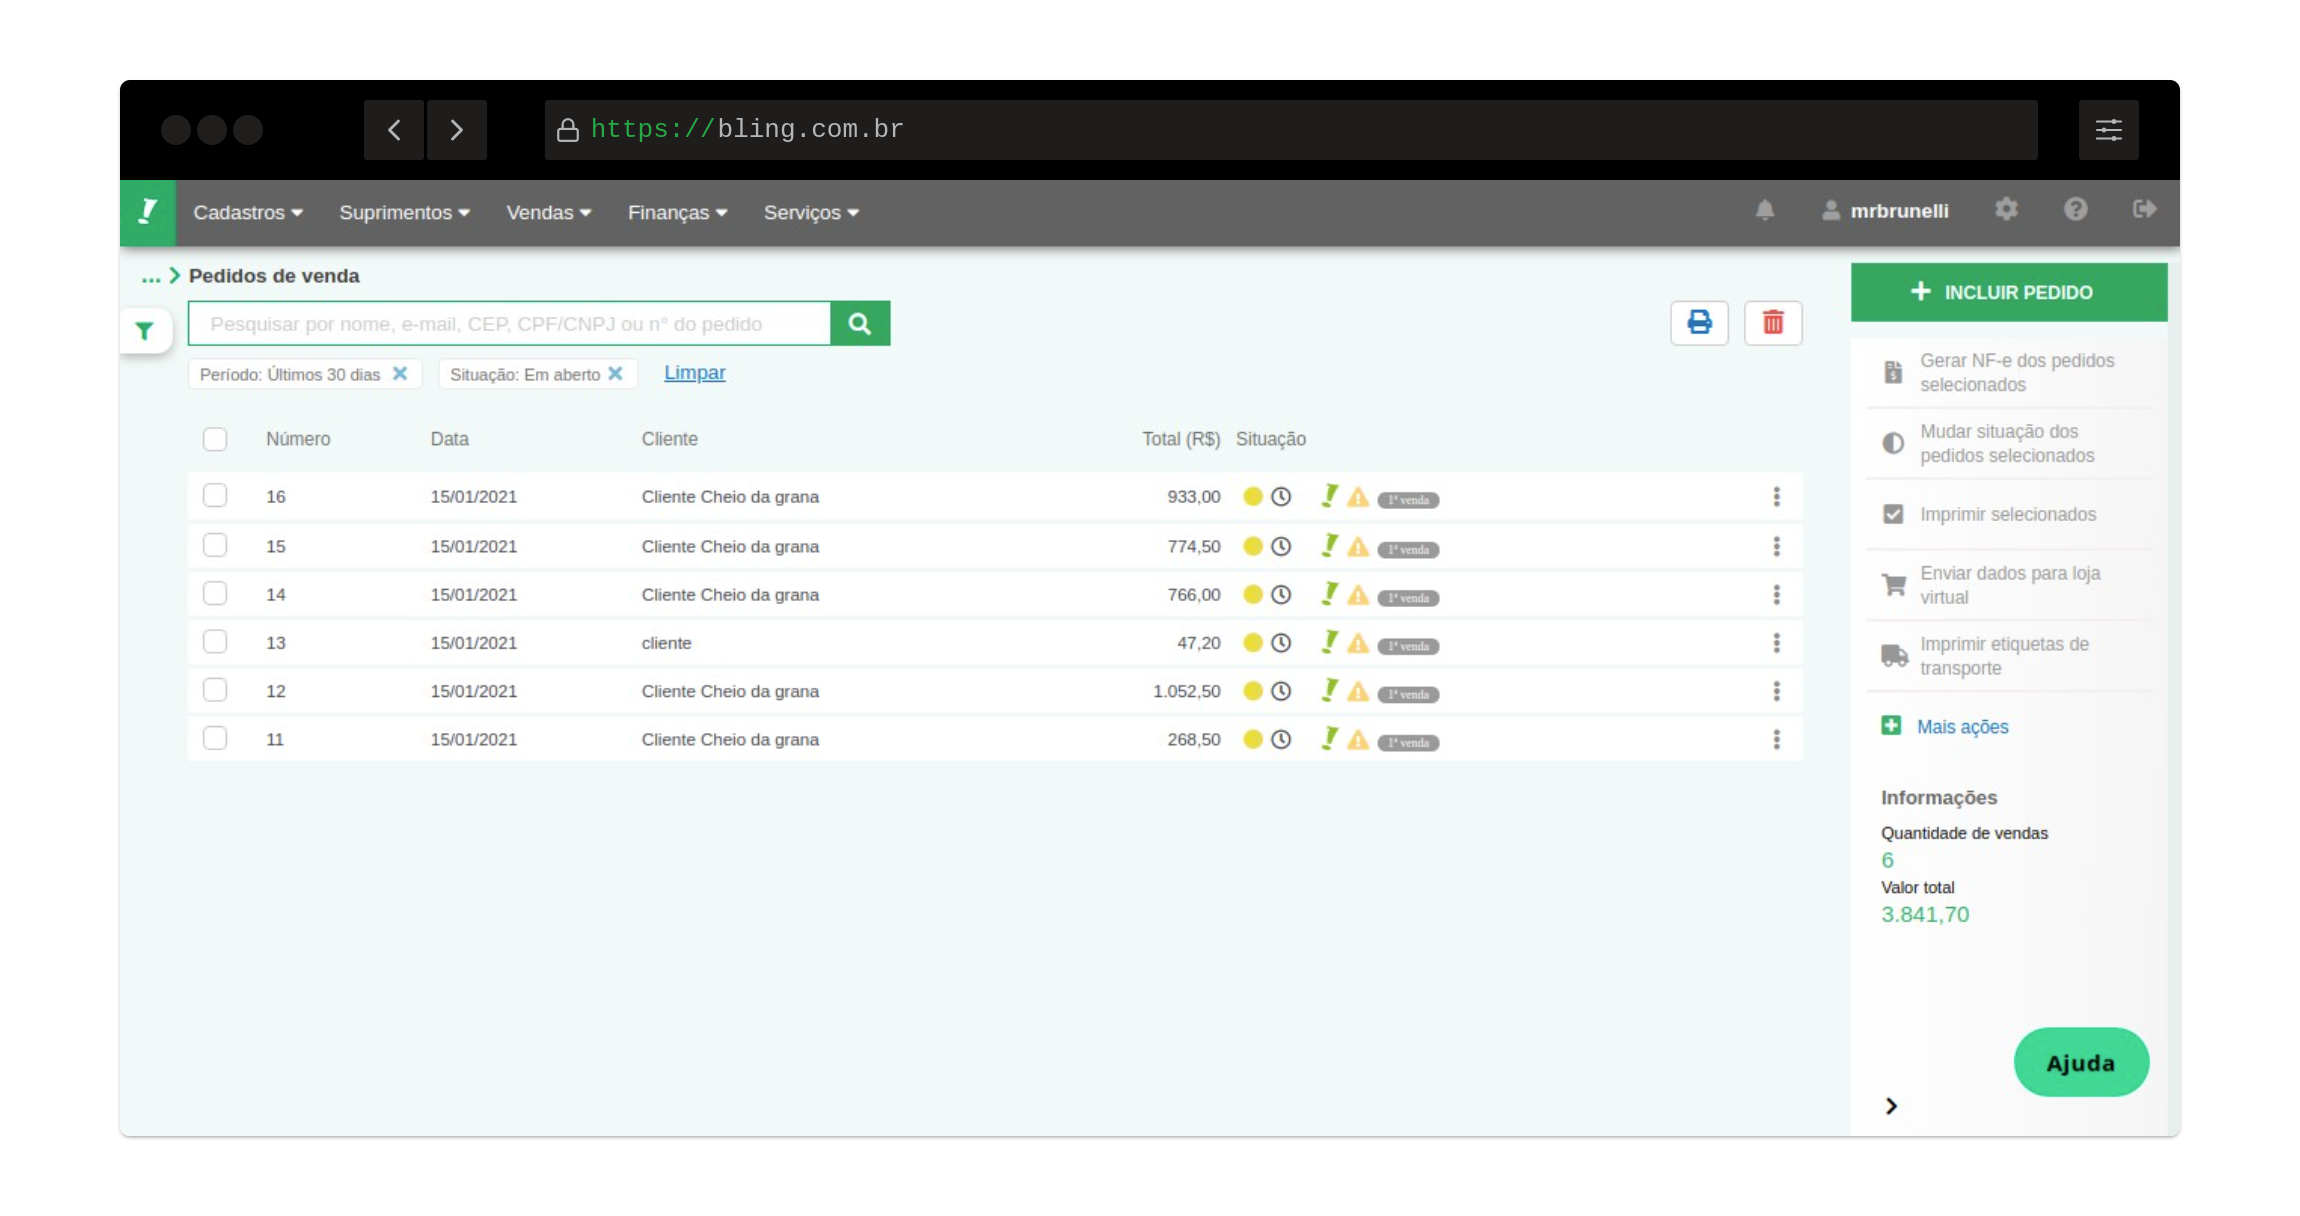 https://bling.com.br
Cadastros Suprimentos Vendas Finanças Serviços mrbrunelli
... Pedidos de venda
INCLUIR PEDIDO
Pesquisar por nome, e-mail, CEP, CPF/CNPJ ou n° do pedido
Período: Últimos 30 dias Situação: Em aberto Limpar
Número Data Cliente Total (R$) Situação
16 15/01/2021 Cliente Cheio da grana 933,00 1ª venda
15 15/01/2021 Cliente Cheio da grana 774,50 1ª venda
14 15/01/2021 Cliente Cheio da grana 766,00 1ª venda
13 15/01/2021 cliente 47,20 1ª venda
12 15/01/2021 Cliente Cheio da grana 1.052,50 1ª venda
11 15/01/2021 Cliente Cheio da grana 268,50 1ª venda
Gerar NF-e dos pedidos
selecionados
Mudar situação dos
pedidos selecionados
Imprimir selecionados
Enviar dados para loja
virtual
Imprimir etiquetas de
transporte
Mais ações
Informações
Quantidade de vendas
6
Valor total
3.841,70
Ajuda